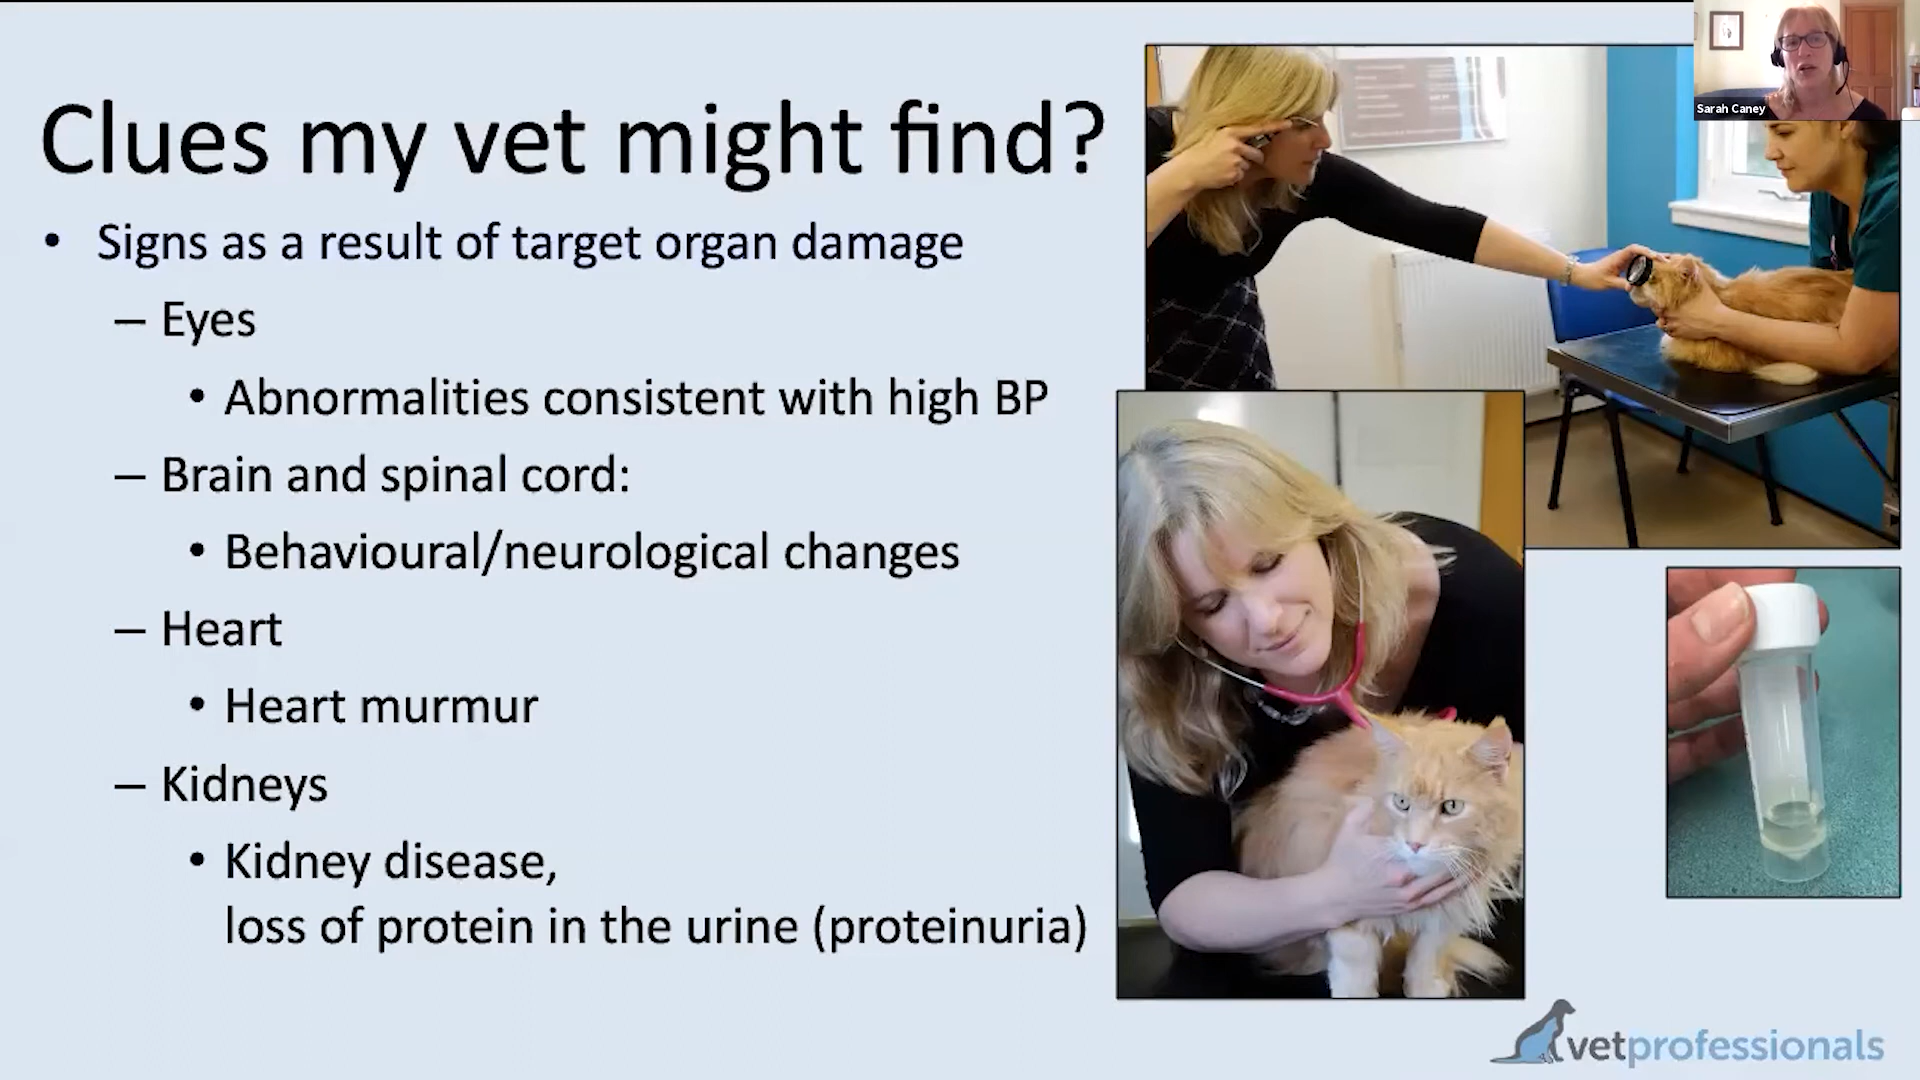 Sarah Caney
Clues my vet might find?
• Signs as a result of target organ damage
– Eyes
• Abnormalities consistent with high BP
– Brain and spinal cord:
• Behavioural/neurological changes
– Heart
• Heart murmur
– Kidneys
• Kidney disease,
loss of protein in the urine (proteinuria)
vetprofessionals